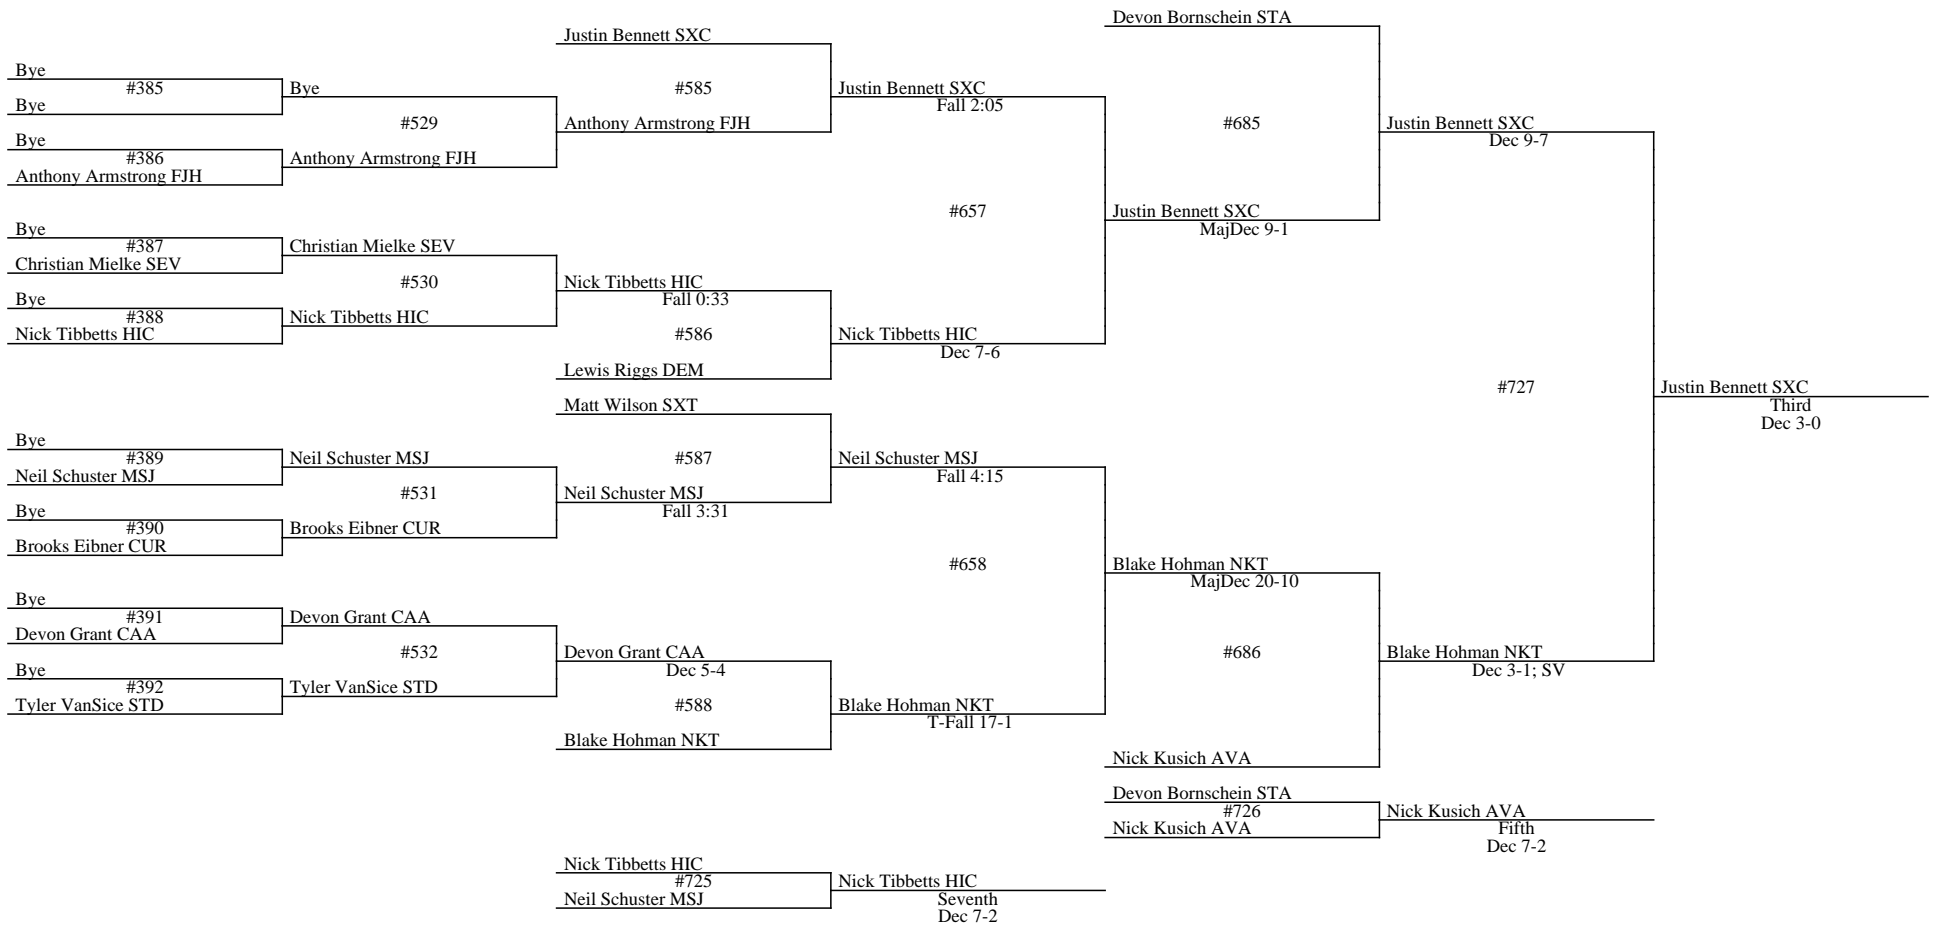 Devon Bornschein STA
Justin Bennett SXC
Bye
#385
Bye
#585
Justin Bennett SXC
Bye
Fall 2:05
#529
Anthony Armstrong FJH
#685
Justin Bennett SXC
Bye
Dec 9-7
#386
Anthony Armstrong FJH
Anthony Armstrong FJH
#657
Justin Bennett SXC
Bye
MajDec 9-1
#387
Christian Mielke SEV
Christian Mielke SEV
#530
Nick Tibbetts HIC
Bye
Fall 0:33
#388
Nick Tibbetts HIC
Nick Tibbetts HIC
#586
Nick Tibbetts HIC
Dec 7-6
Lewis Riggs DEM
#727
Justin Bennett SXC
Matt Wilson SXT
Third
Dec 3-0
Bye
#389
Neil Schuster MSJ
#587
Neil Schuster MSJ
Neil Schuster MSJ
Fall 4:15
#531
Neil Schuster MSJ
Bye
Fall 3:31
#390
Brooks Eibner CUR
Brooks Eibner CUR
#658
Blake Hohman NKT
MajDec 20-10
Bye
#391
Devon Grant CAA
Devon Grant CAA
#532
Devon Grant CAA
#686
Blake Hohman NKT
Bye
Dec 5-4
Dec 3-1; SV
#392
Tyler VanSice STD
Tyler VanSice STD
#588
Blake Hohman NKT
T-Fall 17-1
Blake Hohman NKT
Nick Kusich AVA
Devon Bornschein STA
#726
Nick Kusich AVA
Nick Kusich AVA
Fifth
Dec 7-2
Nick Tibbetts HIC
#725
Nick Tibbetts HIC
Neil Schuster MSJ
Seventh
Dec 7-2